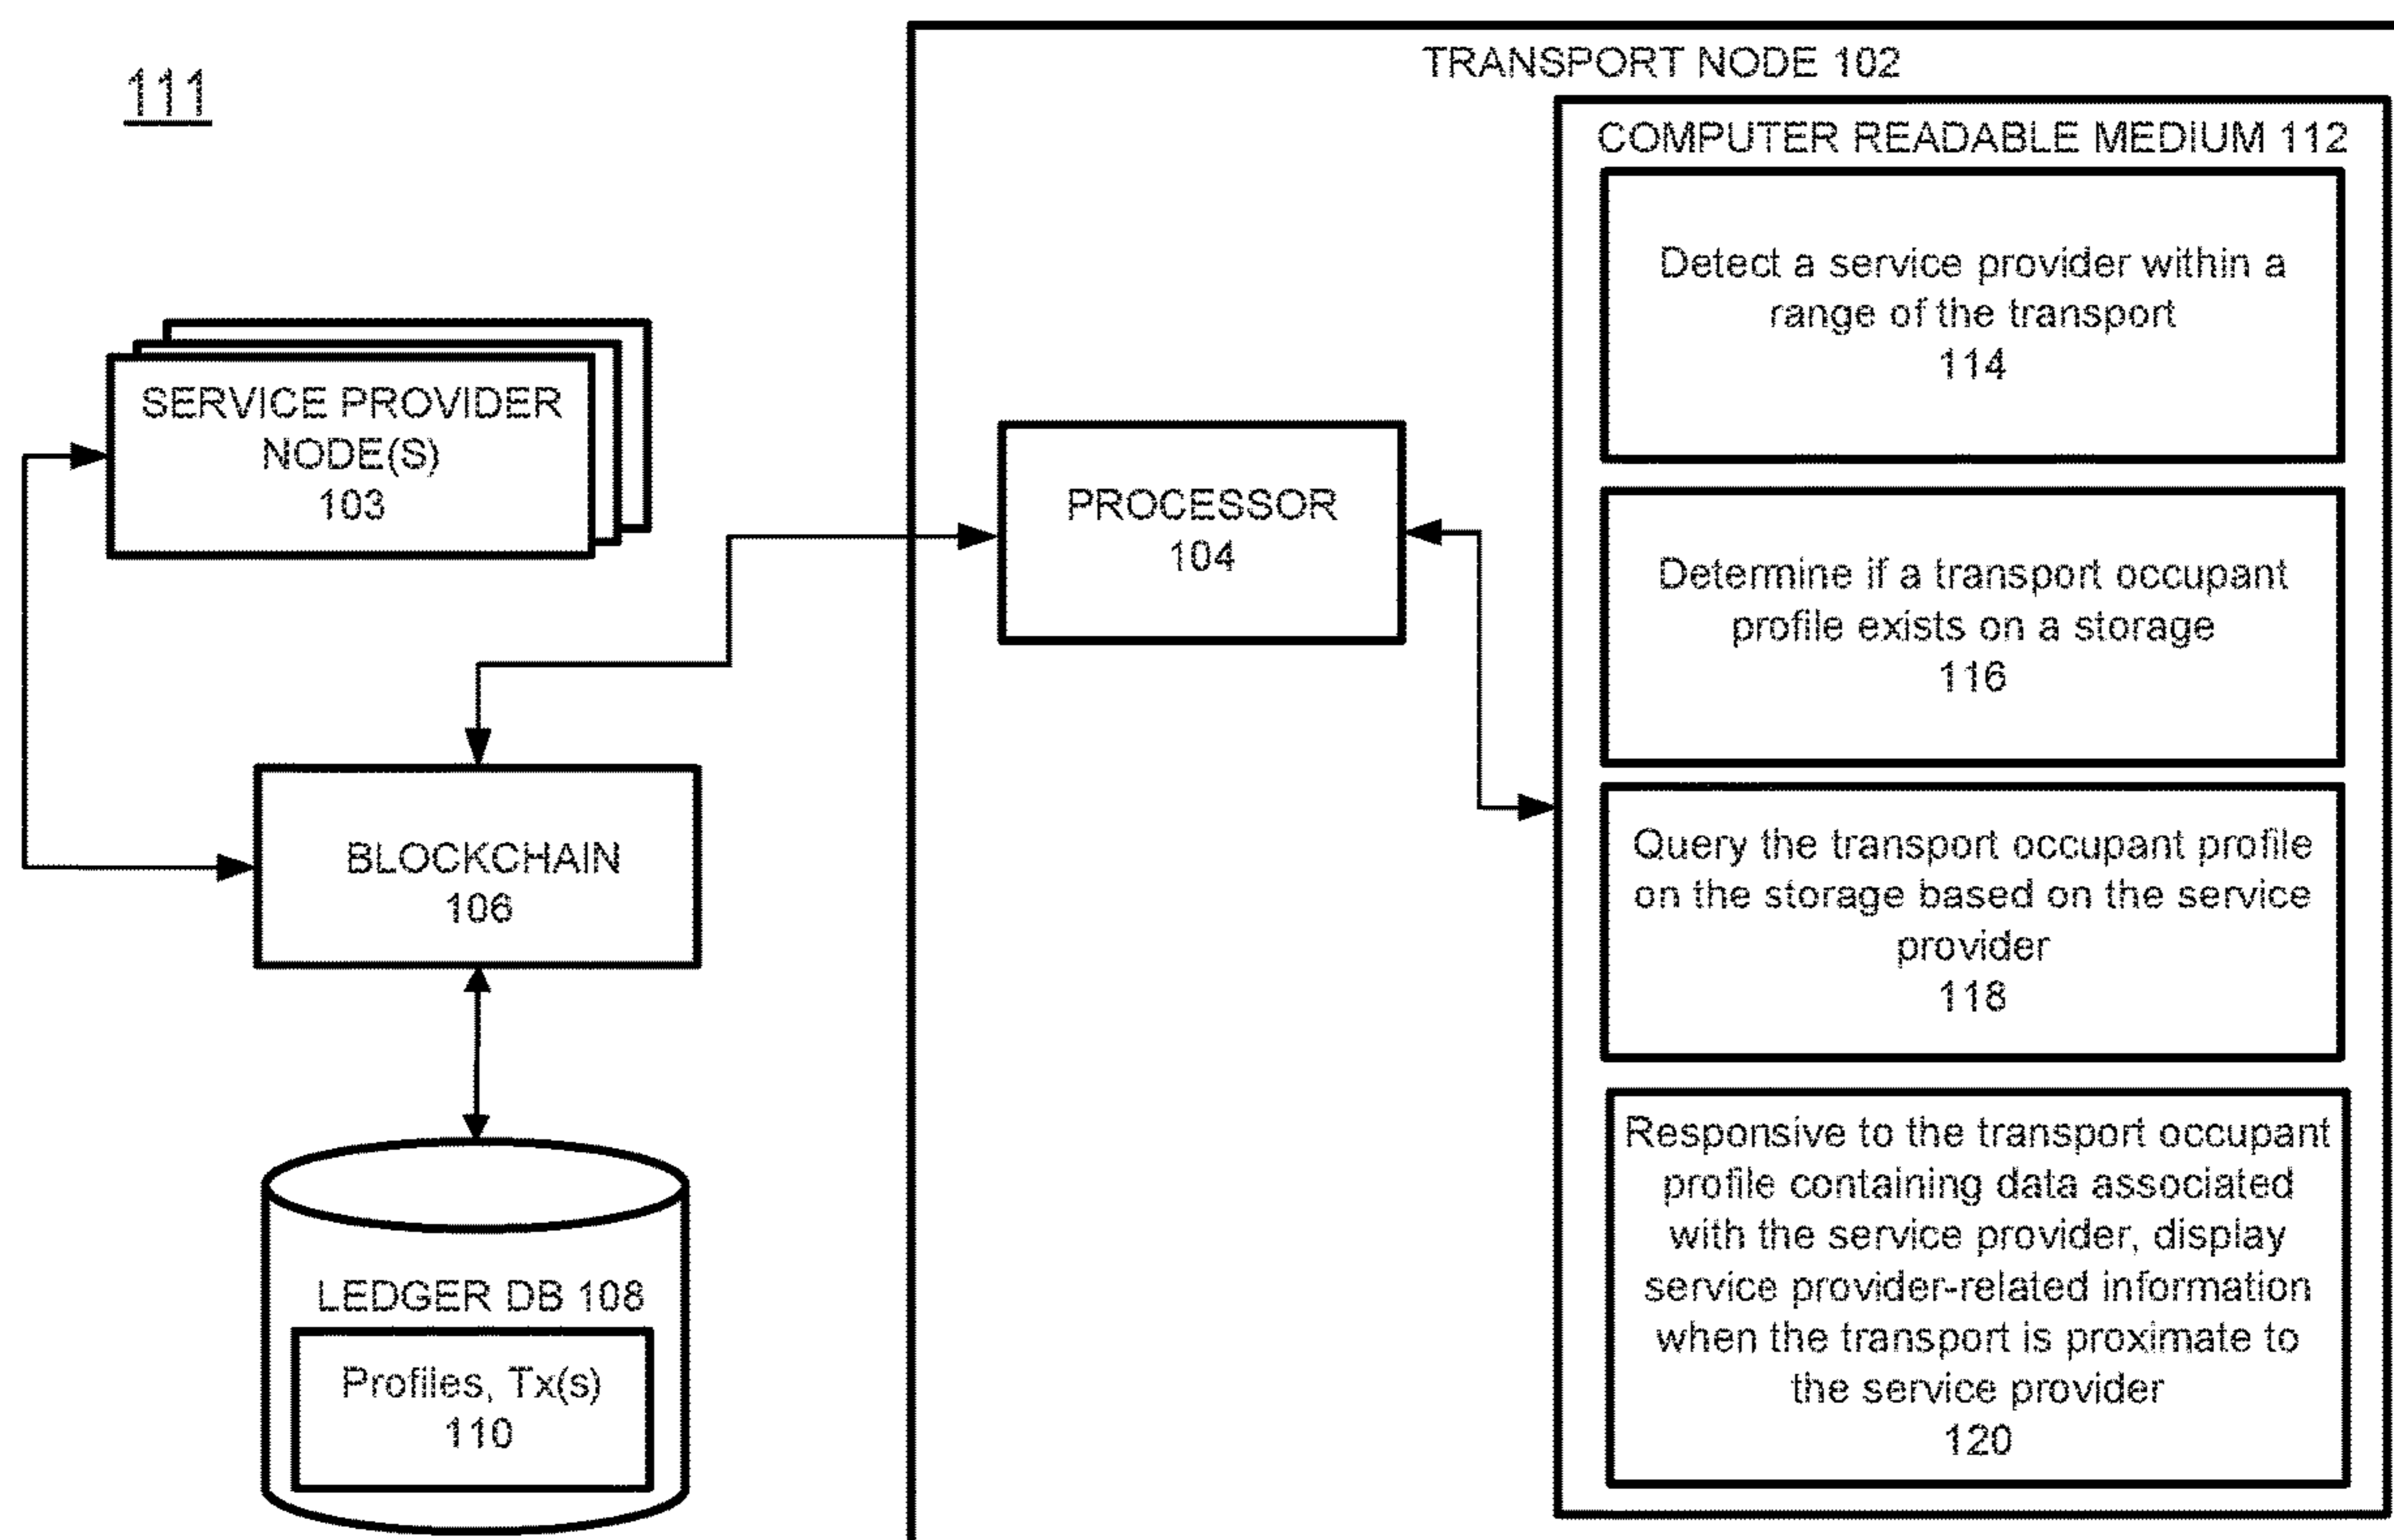 111
TRANSPORT NODE 102
COMPUTER READABLE MEDIUM 112
Detect a service provider within a
range of the transport
114
SERVICE PROVIDER
NODE(S)
103
PROCESSOR
104
Determine if a transport occupant
profile exists on a storage
116
BLOCKCHAIN
106
Query the transport occupant profile
on the storage based on the service
provider
118
LEDGER DB 108
Profiles, Tx(s)
110
Responsive to the transport occupant
profile containing data associated
with the service provider, display
service provider-related information
when the transport is proximate to
the service provider
120